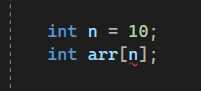 int n = 10;
int arr[n];